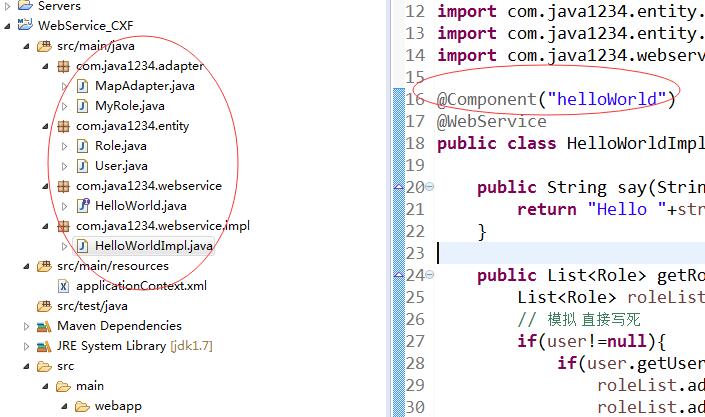 Servers
WebService_CXF
src/main/java
com.java1234.adapter
MapAdapter.java
MyRole.java
com.java1234.entity
Role.java
User.java
com.java1234.webservice
HelloWorld.java
com.java1234.webservice.impl
HelloWorldImpl.java
src/main/resources
applicationContext.xml
src/test/java
Maven Dependencies
JRE System Library [jdk1.7]
src
main
webapp
12 import com.java1234.entity.
13 import com.java1234.entity.
14 import com.java1234.webserv
15
16 @Component("helloWorld")
17 @WebService
18 public class HelloWorldImpl
19
20 public String say(String
21 return "Hello "+str
22 }
23
24 public List<Role> getRo
25 List<Role> roleList
26 // 模拟 直接写死
27 if(user!=null){
28 if(user.getUser
29 roleList.ad
30 roleList.ad